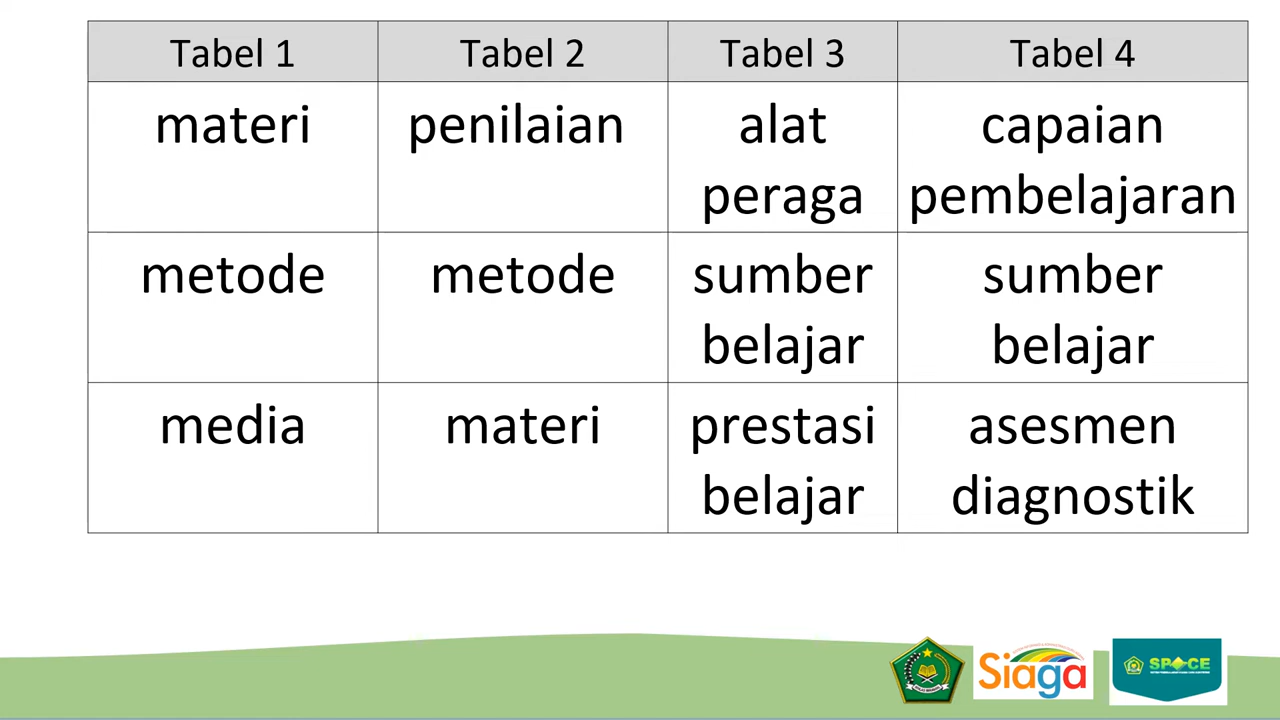 Tabel 1 Tabel 2 Tabel 3 Tabel 4
materi penilaian alat peraga capaian pembelajaran
metode metode sumber belajar sumber belajar
media materi prestasi belajar asesmen diagnostik
Siaga
SPACE